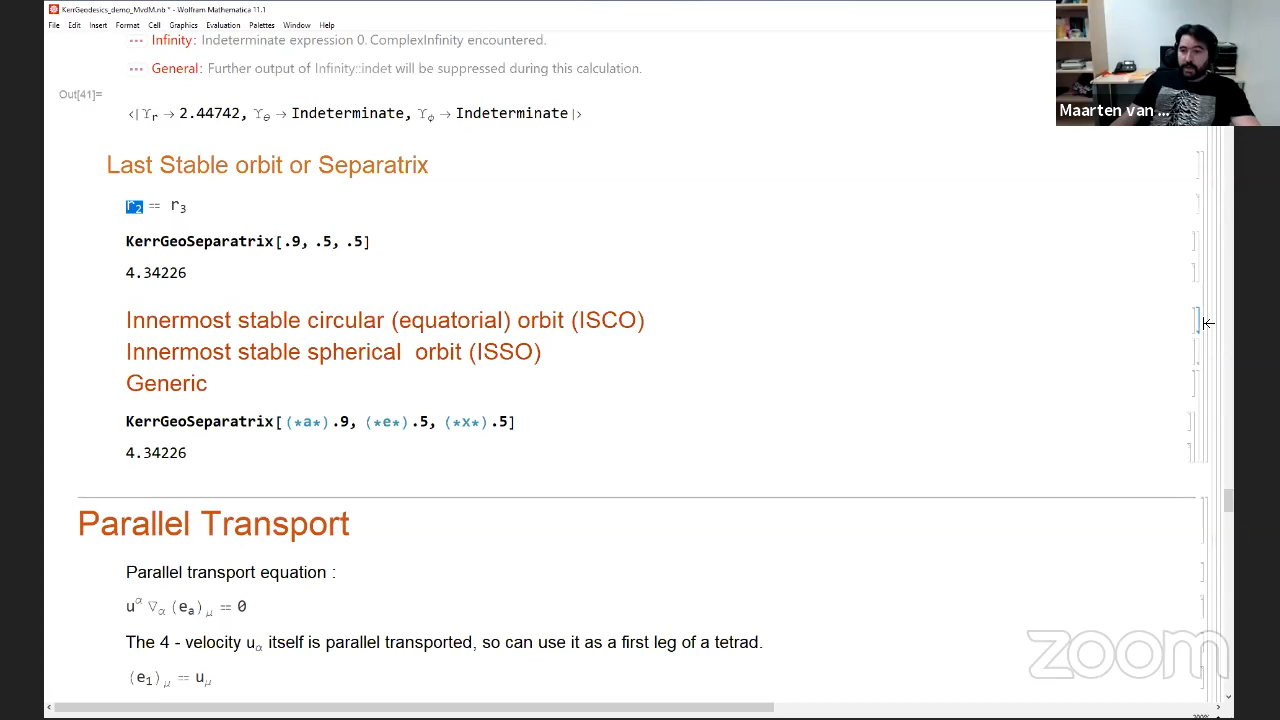 KerrGeodesics_demo_MvdM.nb * - Wolfram Mathematica 11.1
File Edit Insert Format Cell Graphics Evaluation Palettes Window Help
··· Infinity: Indeterminate expression 0. ComplexInfinity encountered.
··· General: Further output of Infinity::indet will be suppressed during this calculation.
Out[41]=
<|ϒr → 2.44742, ϒθ → Indeterminate, ϒϕ → Indeterminate|>
Last Stable orbit or Separatrix
r2 == r3
KerrGeoSeparatrix[.9, .5, .5]
4.34226
Innermost stable circular (equatorial) orbit (ISCO)
Innermost stable spherical orbit (ISSO)
Generic
KerrGeoSeparatrix[(*a*).9, (*e*).5, (*x*).5]
4.34226
Parallel Transport
Parallel transport equation :
u^α ∇α (ea)μ == 0
The 4 - velocity uα itself is parallel transported, so can use it as a first leg of a tetrad.
(e1)μ == uμ
Maarten van ...
zoom